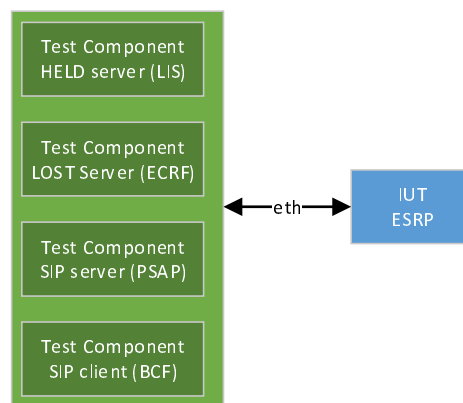 Test Component
HELD server (LIS)
Test Component
LOST Server (ECRF)
Test Component
SIP server (PSAP)
Test Component
SIP client (BCF)
eth
IUT
ESRP